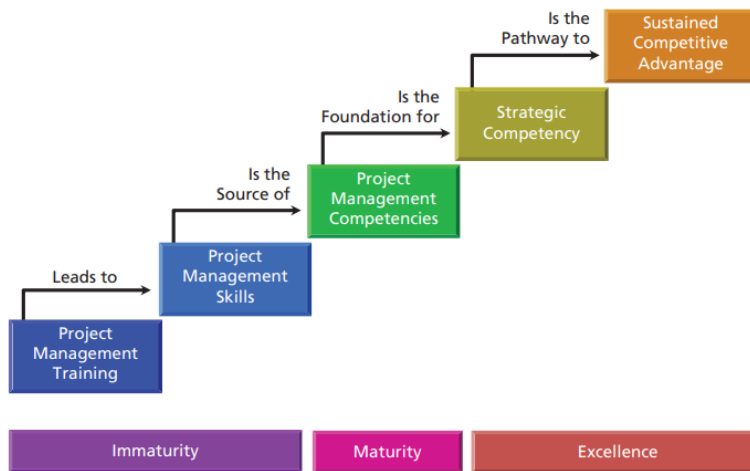 Is the
Pathway to
Sustained
Competitive
Advantage
Is the
Foundation for
Strategic
Competency
Is the
Source of
Project
Management
Competencies
Leads to
Project
Management
Skills
Project
Management
Training
Immaturity
Maturity
Excellence